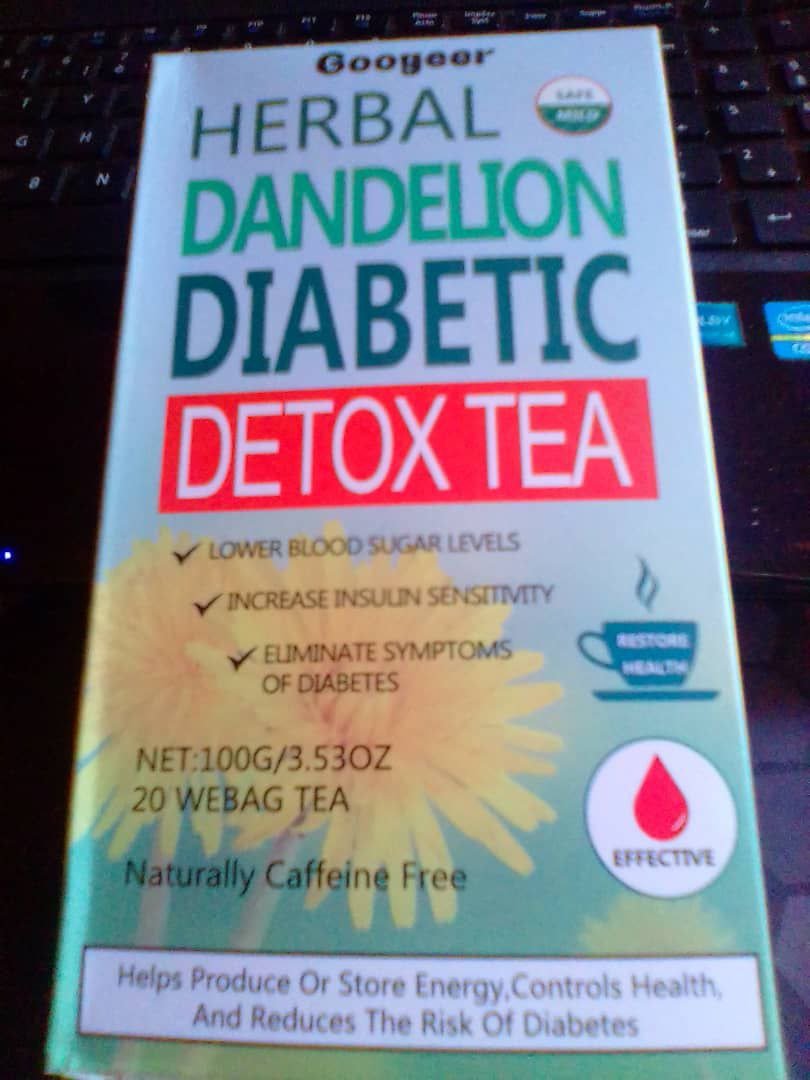 Googeer
HERBAL
SAFE
MILD
DANDELION
DIABETIC
DETOX TEA
LOWER BLOOD SUGAR LEVELS
INCREASE INSULIN SENSITIVITY
ELIMINATE SYMPTOMS
OF DIABETES
RESTORE
HEALTH
NET:100G/3.53OZ
20 WEBAG TEA
EFFECTIVE
Naturally Caffeine Free
Helps Produce Or Store Energy,Controls Health,
And Reduces The Risk Of Diabetes